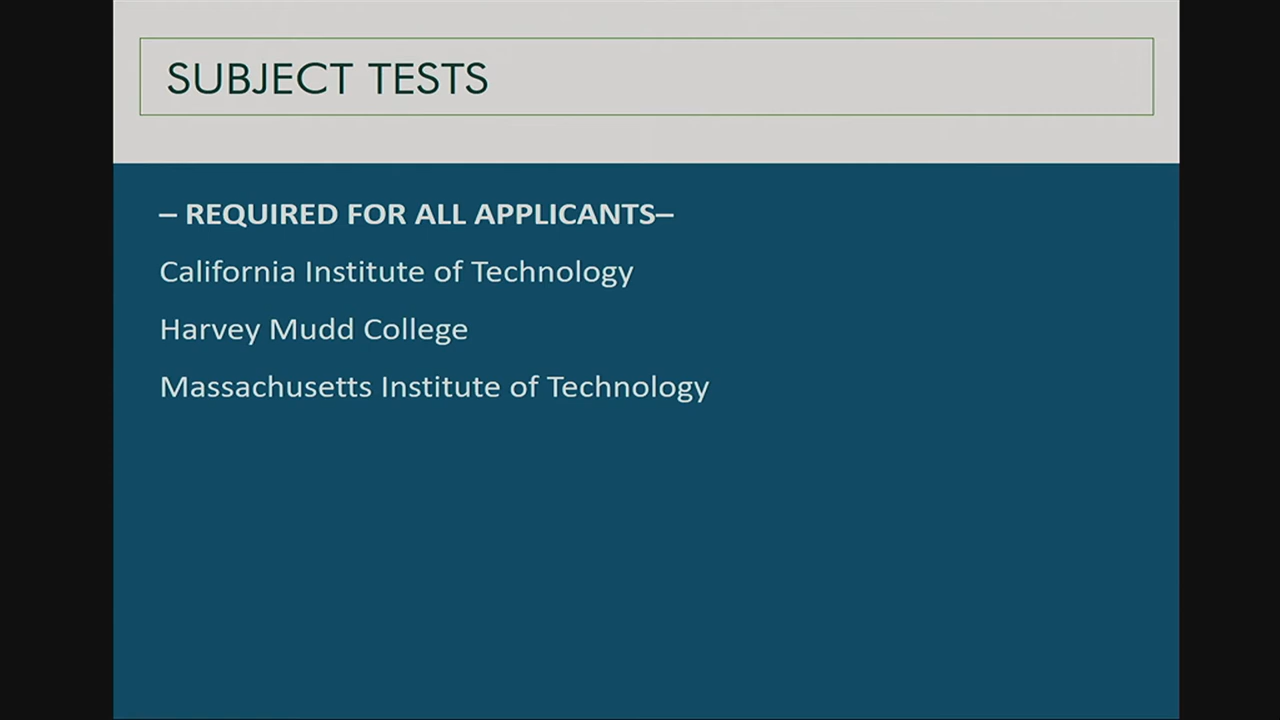 SUBJECT TESTS
– REQUIRED FOR ALL APPLICANTS–
California Institute of Technology
Harvey Mudd College
Massachusetts Institute of Technology